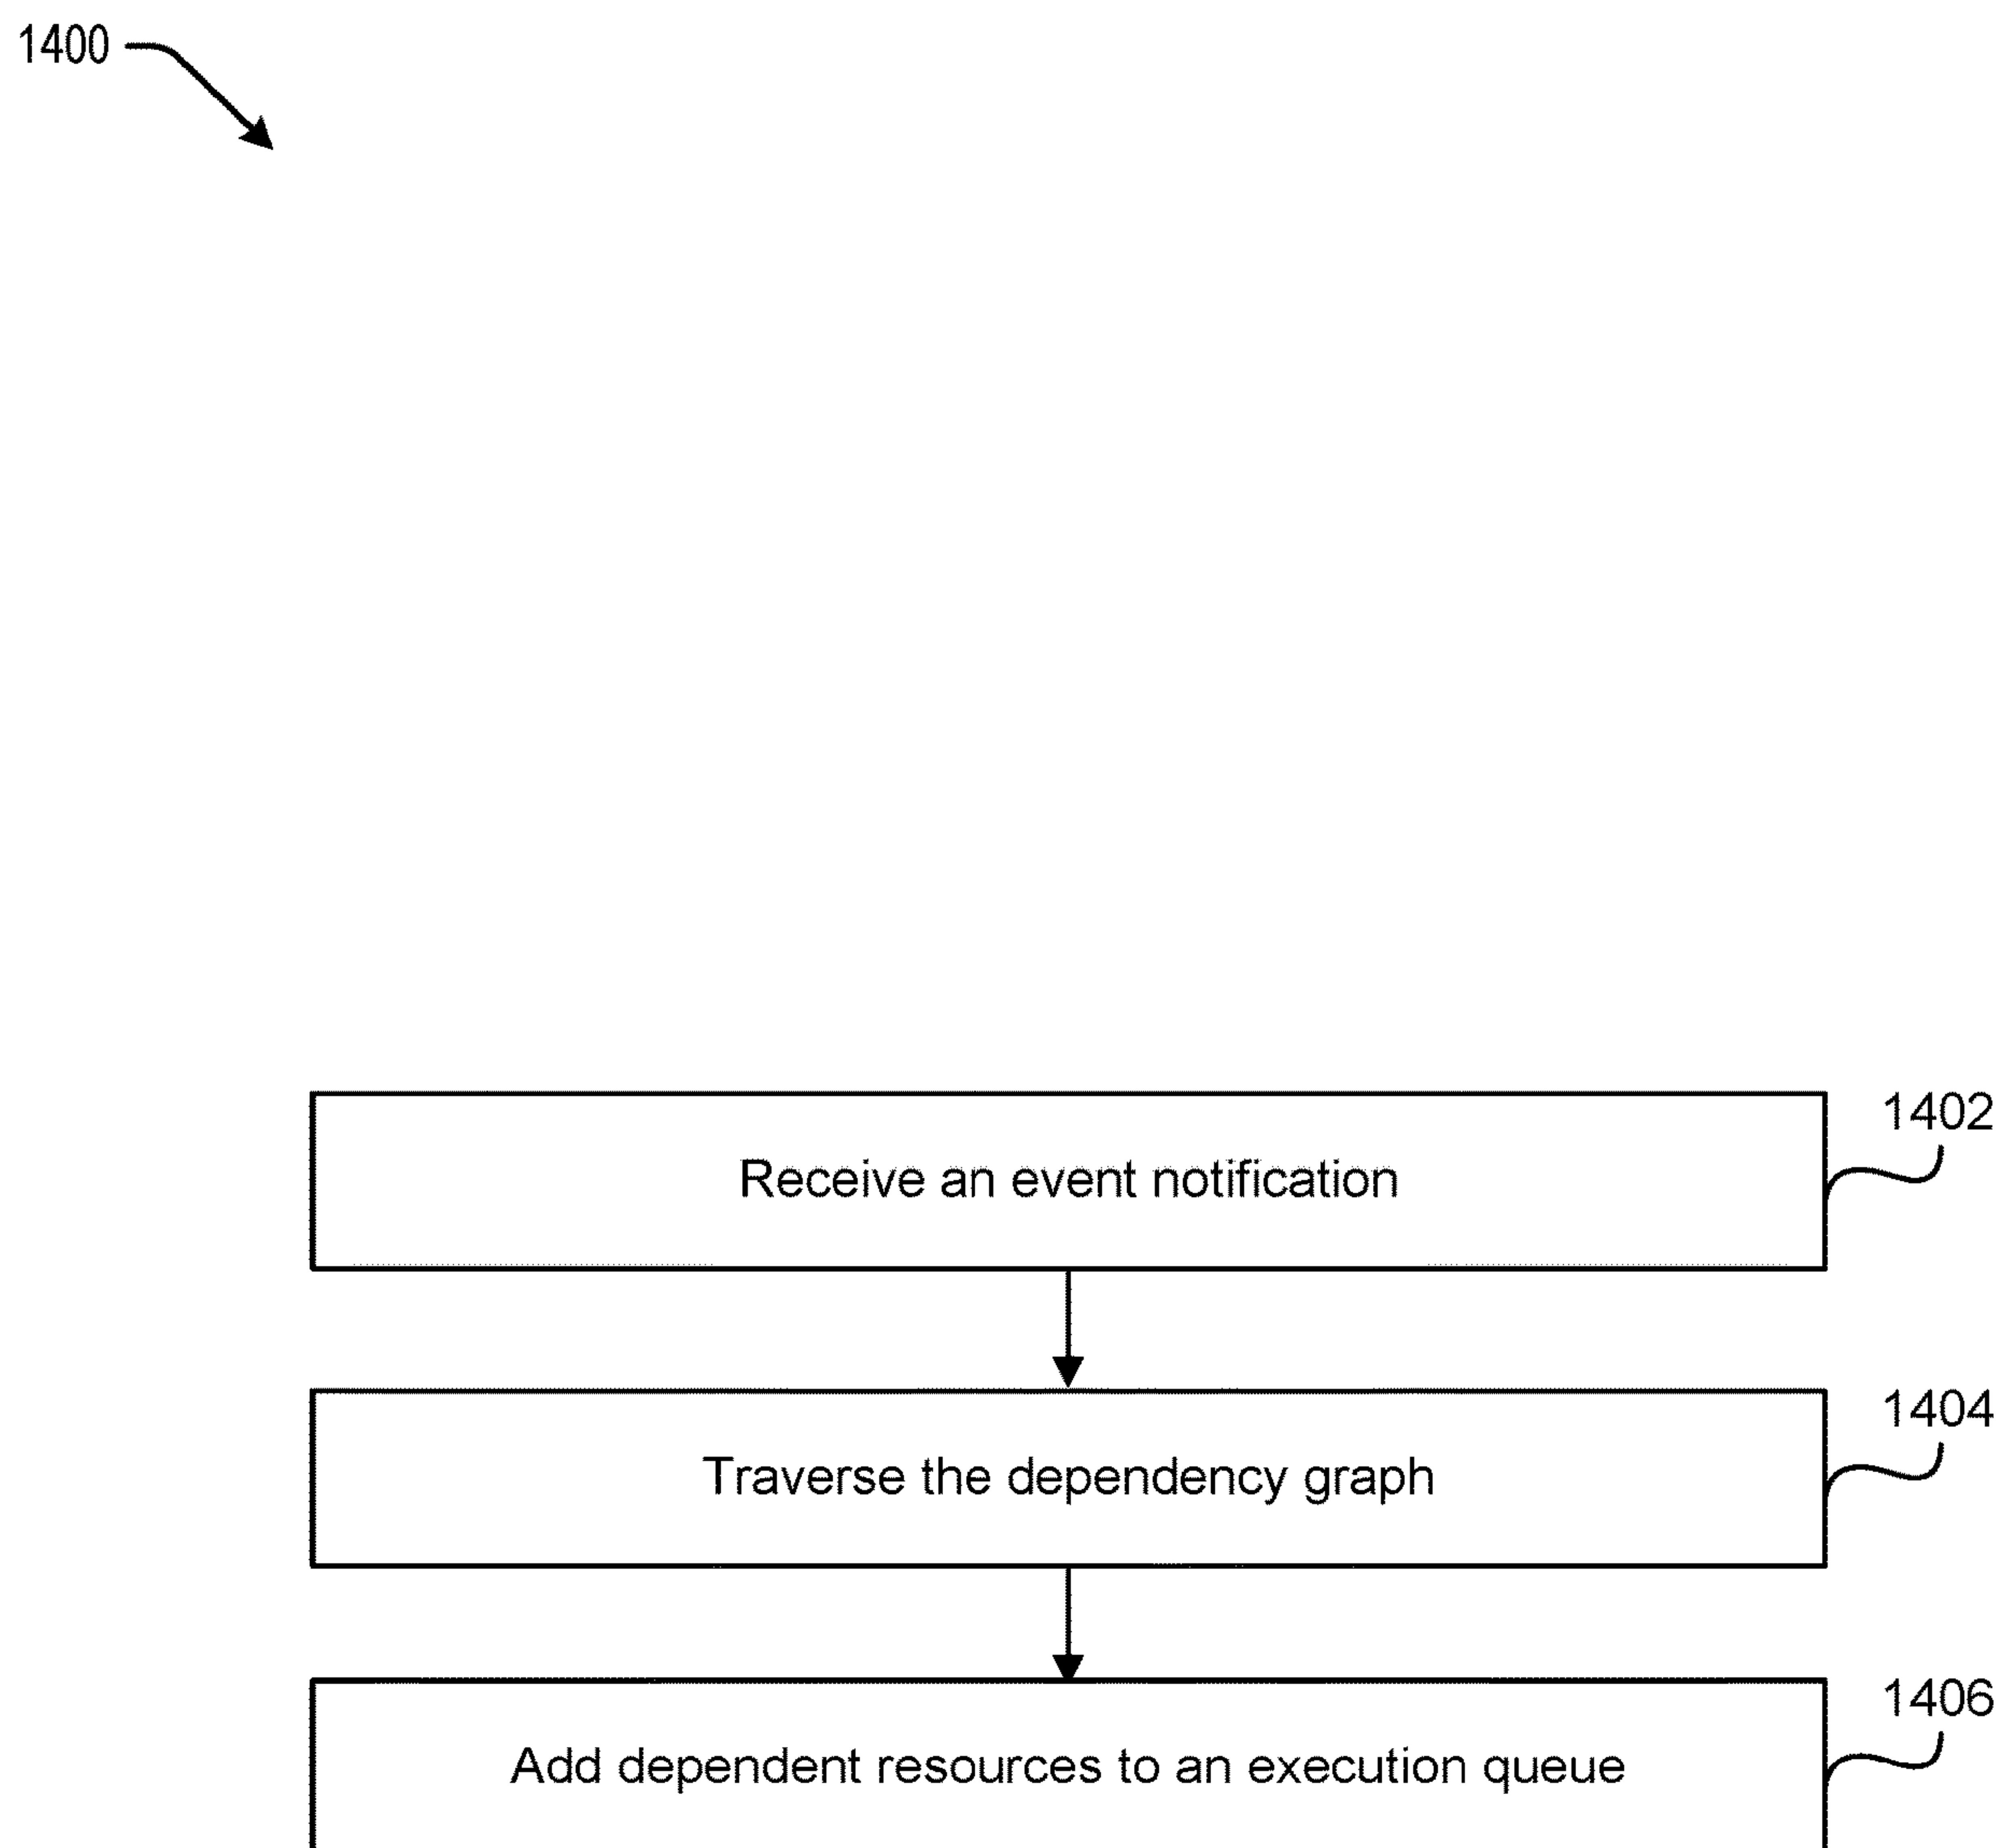 1400
1402
Receive an event notification
1404
Traverse the dependency graph
1406
Add dependent resources to an execution queue